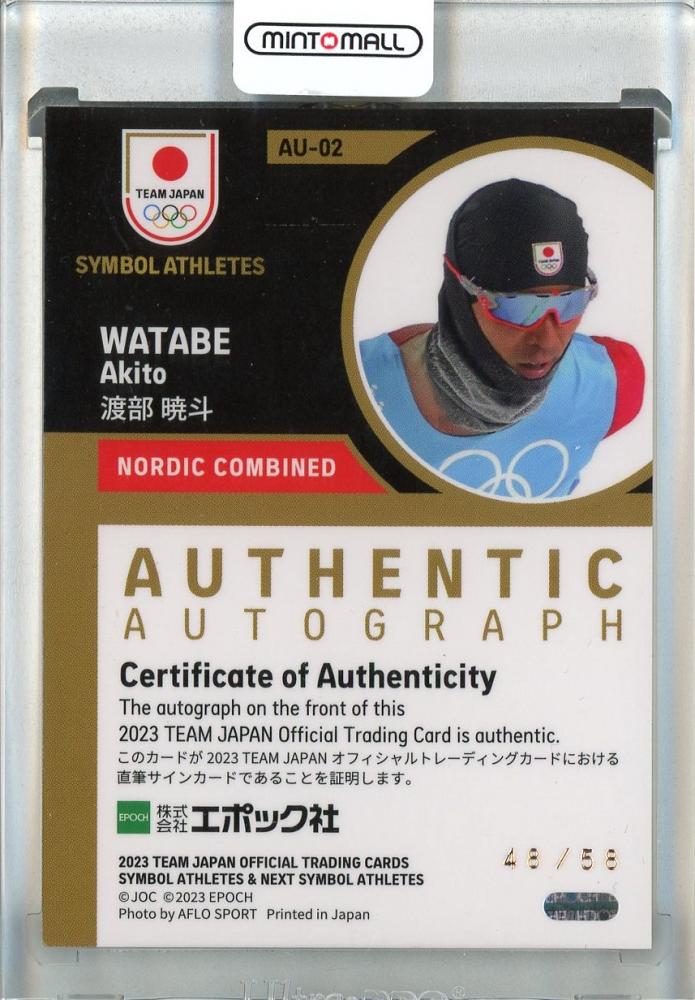 MINT MALL
AU-02
TEAM JAPAN
SYMBOL ATHLETES
TEAM JAPAN
WATABE
Akito
渡部 暁斗
NORDIC COMBINED
AUTHENTIC
AUTOGRAPH
Certificate of Authenticity
The autograph on the front of this
2023 TEAM JAPAN Official Trading Card is authentic.
このカードが 2023 TEAM JAPAN オフィシャルトレーディングカードにおける
直筆サインカードであることを証明します。
EPOCH 株式会社エポック社
48/58
2023 TEAM JAPAN OFFICIAL TRADING CARDS
SYMBOL ATHLETES & NEXT SYMBOL ATHLETES
©JOC ©2023 EPOCH
Photo by AFLO SPORT Printed in Japan